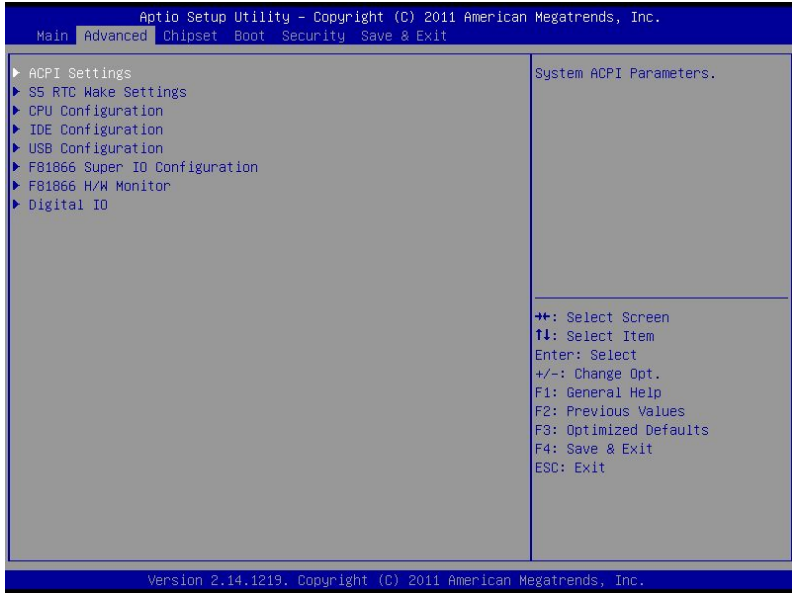 Aptio Setup Utility – Copyright (C) 2011 American Megatrends, Inc.
Main Advanced Chipset Boot Security Save & Exit
▶ ACPI Settings
▶ S5 RTC Wake Settings
▶ CPU Configuration
▶ IDE Configuration
▶ USB Configuration
▶ F81866 Super IO Configuration
▶ F81866 H/W Monitor
▶ Digital IO
System ACPI Parameters.
→←: Select Screen
↑↓: Select Item
Enter: Select
+/-: Change Opt.
F1: General Help
F2: Previous Values
F3: Optimized Defaults
F4: Save & Exit
ESC: Exit
Version 2.14.1219. Copyright (C) 2011 American Megatrends, Inc.